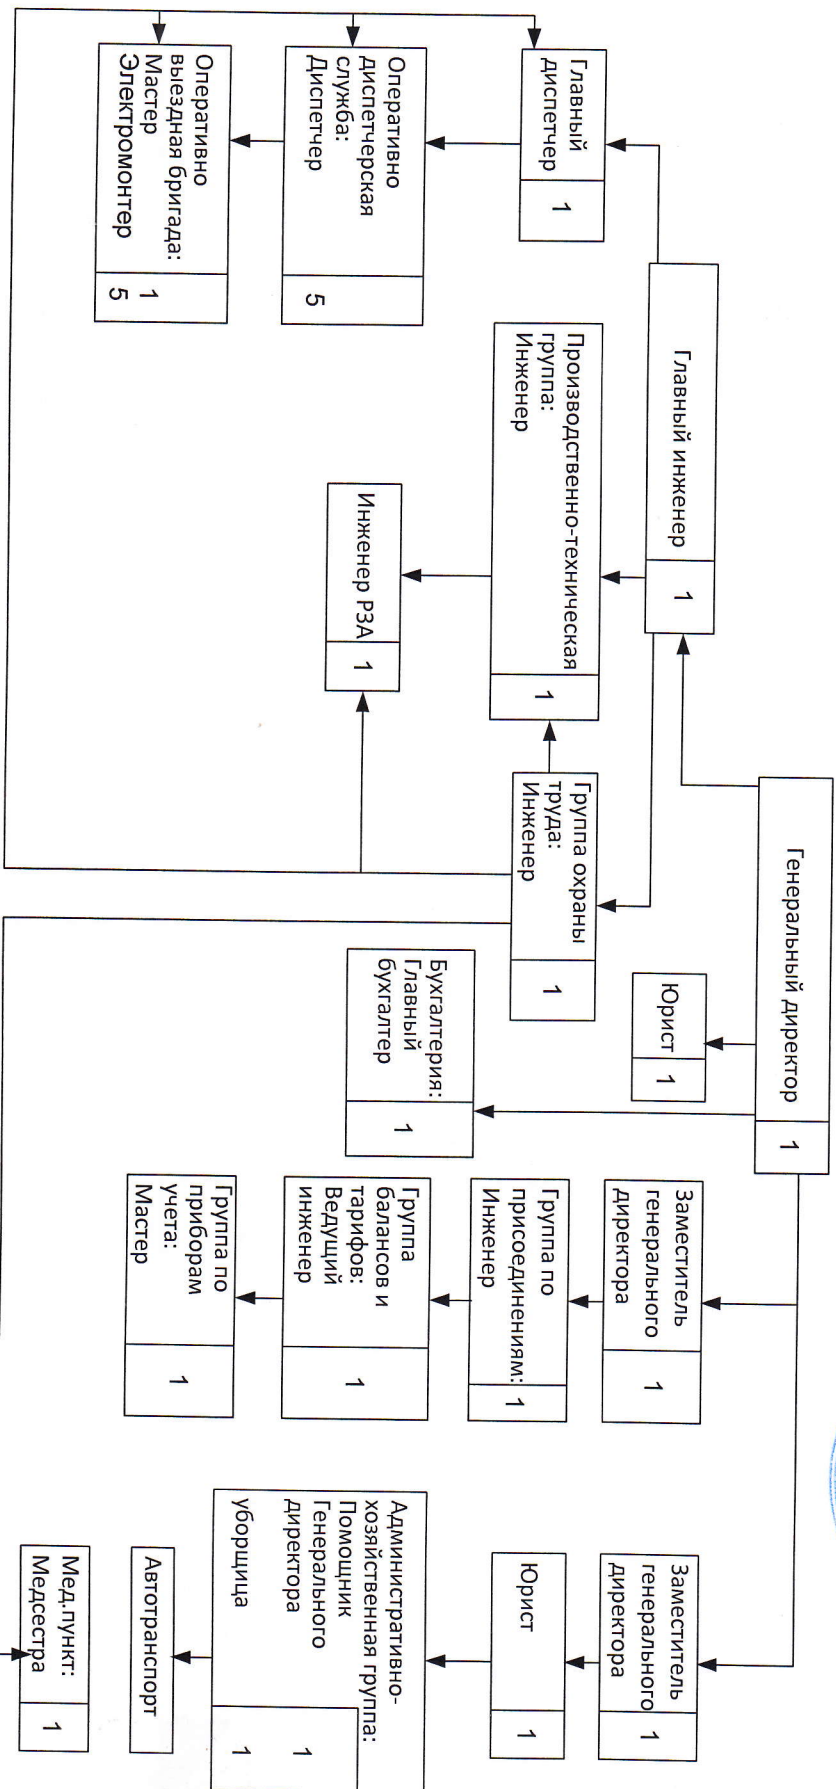 Генеральный директор
1
Главный инженер
1
Юрист
1
Заместитель
генерального
директора
1
Заместитель
генерального
директора
1
Главный
диспетчер
1
Производственно-техническая
группа:
Инженер
1
Группа охраны
труда:
Инженер
1
Бухгалтерия:
Главный
бухгалтер
1
Группа по
присоединениям:
Инженер
1
Юрист
1
Оперативно
диспетчерская
служба:
Диспетчер
5
Инженер РЗА
1
Группа
балансов и
тарифов:
Ведущий
инженер
1
Административно-
хозяйственная группа:
Помощник
Генерального
директора
1
уборщица
1
Оперативно
выездная бригада:
Мастер 1
Электромонтер 5
Группа по
приборам
учета:
Мастер
1
Автотранспорт
Мед.пункт:
Медсестра
1